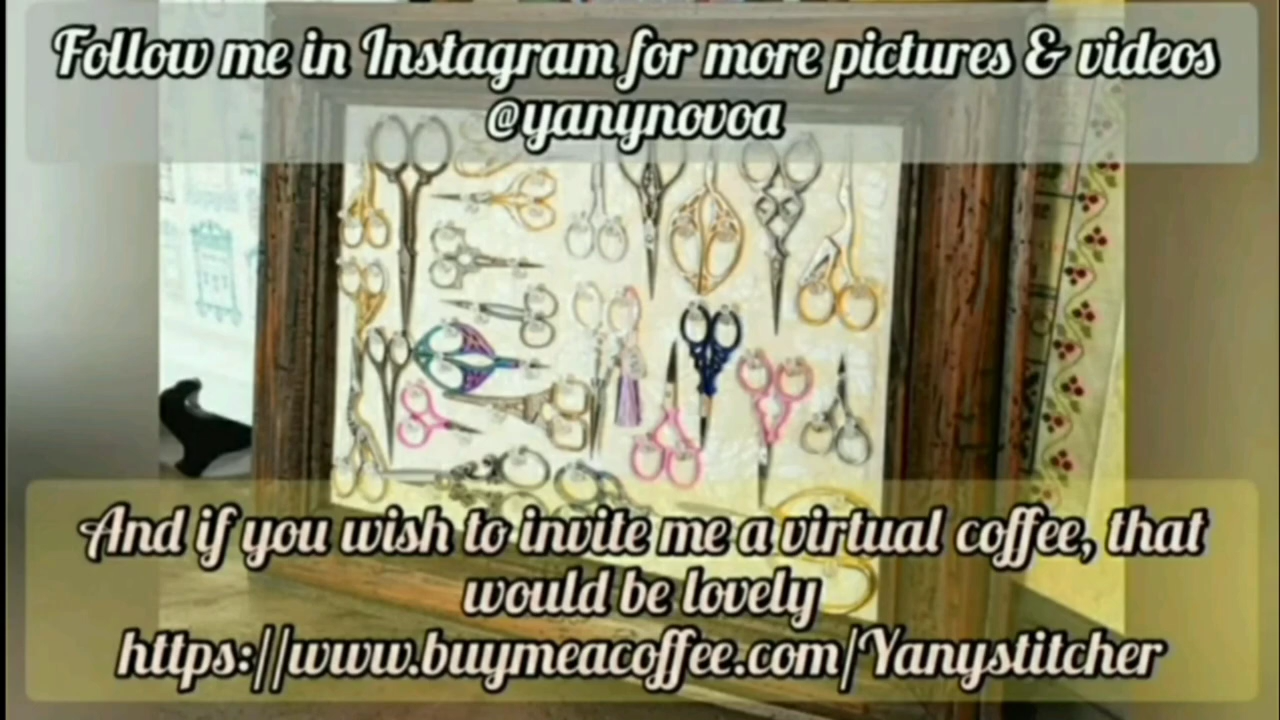 Follow me in Instagram for more pictures & videos
@yanynovoa
And if you wish to invite me a virtual coffee, that
would be lovely
https://www.buymeacoffee.com/Yanystitcher